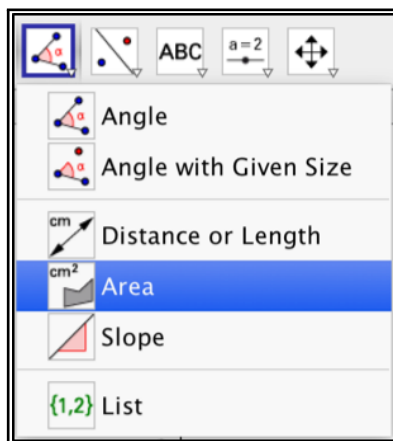 ABC a=2
α Angle
α Angle with Given Size
cm Distance or Length
cm² Area
Slope
{1,2} List